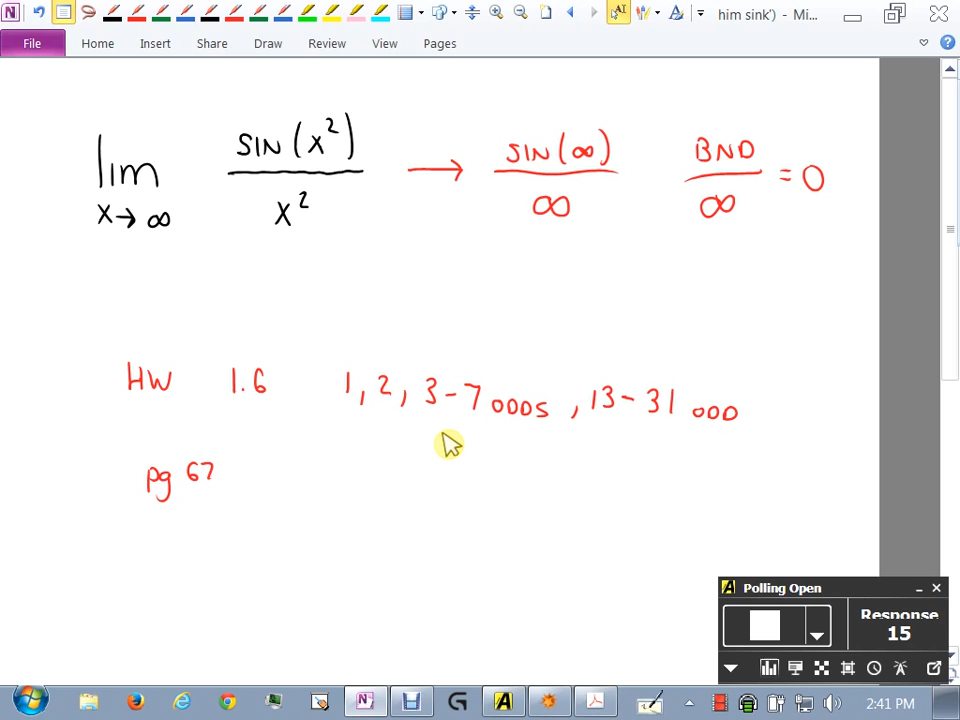 him sink') - Mi...
File Home Insert Share Draw Review View Pages
lim x→∞ SIN(x²)/x² → SIN(∞)/∞ BND/∞ = 0
HW 1.6 1, 2, 3-7 ODDS, 13-31 ODD
pg 67
Polling Open
Response
15
2:41 PM